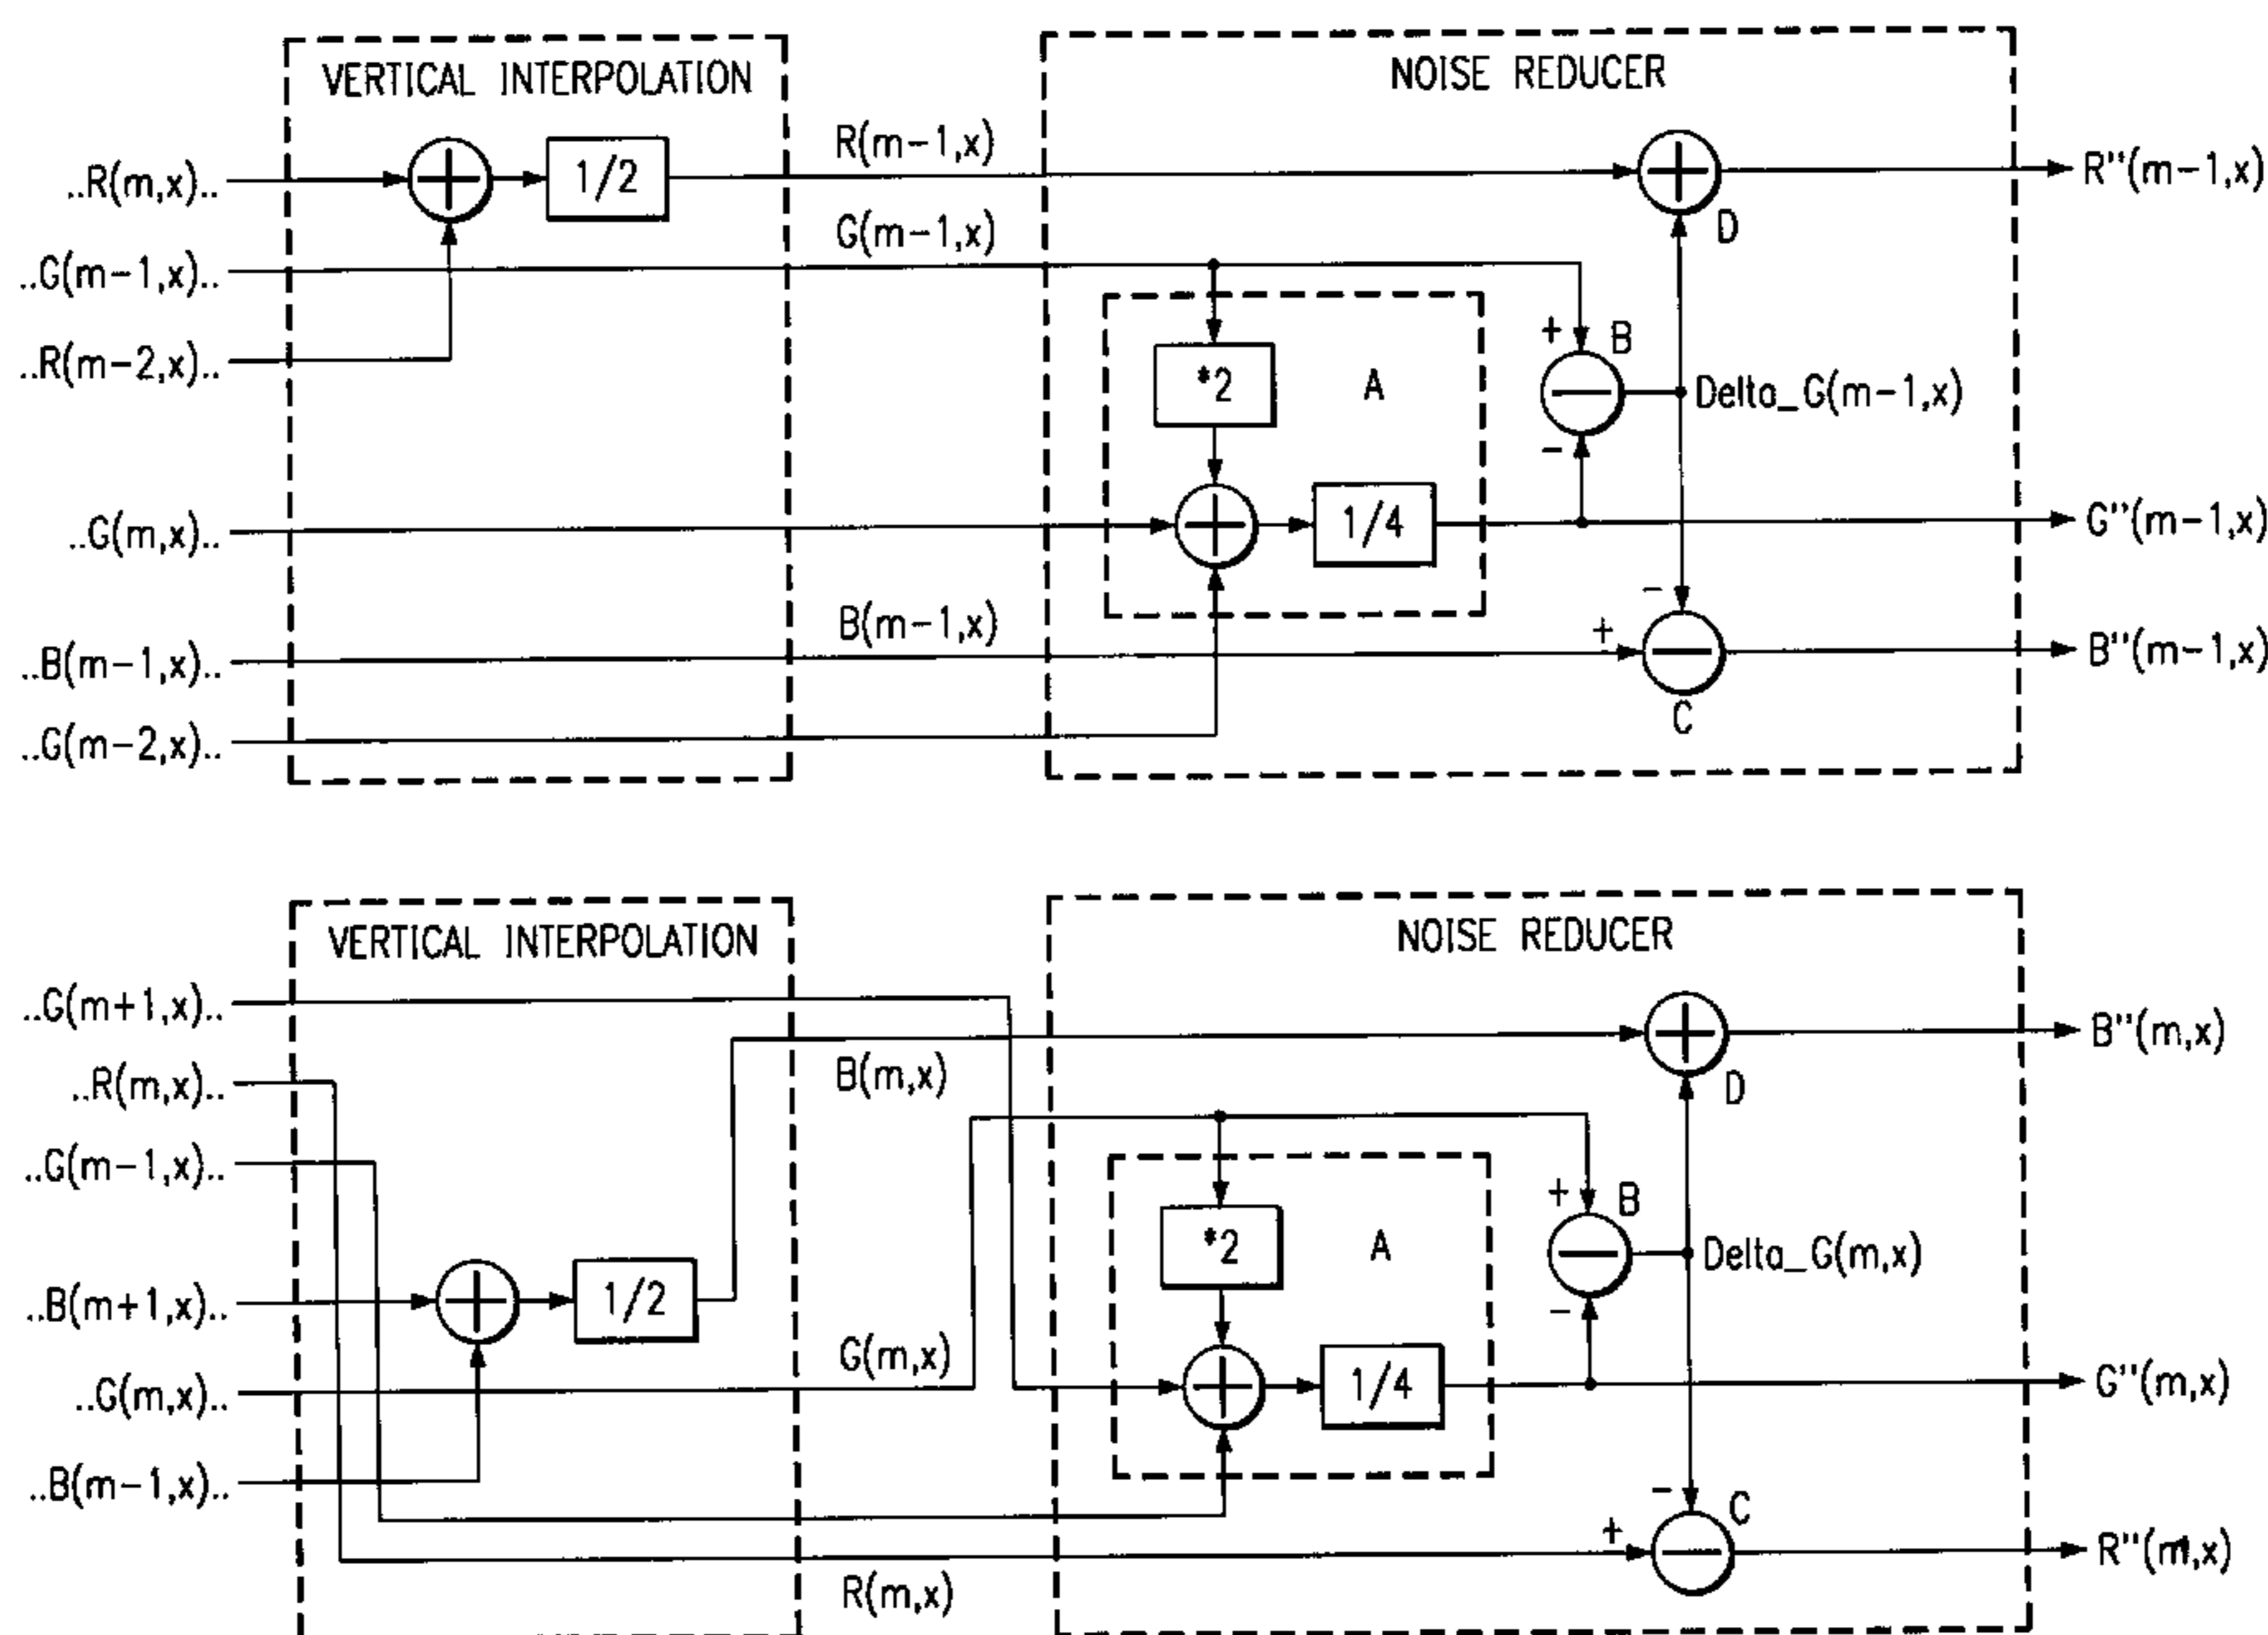 VERTICAL INTERPOLATION
NOISE REDUCER
..R(m,x)..
1/2
R(m-1,x)
R''(m-1,x)
D
..G(m-1,x)..
G(m-1,x)
..R(m-2,x)..
*2
A
+
B
-
Delta_G(m-1,x)
..G(m,x)..
1/4
G''(m-1,x)
-
..B(m-1,x)..
B(m-1,x)
+
B''(m-1,x)
C
..G(m-2,x)..
VERTICAL INTERPOLATION
NOISE REDUCER
..G(m+1,x)..
B''(m,x)
..R(m,x)..
B(m,x)
D
..G(m-1,x)..
+
B
*2
A
-
Delta_G(m,x)
..B(m+1,x)..
1/2
G(m,x)
..G(m,x)..
1/4
G''(m,x)
..B(m-1,x)..
-
C
+
R''(m,x)
R(m,x)